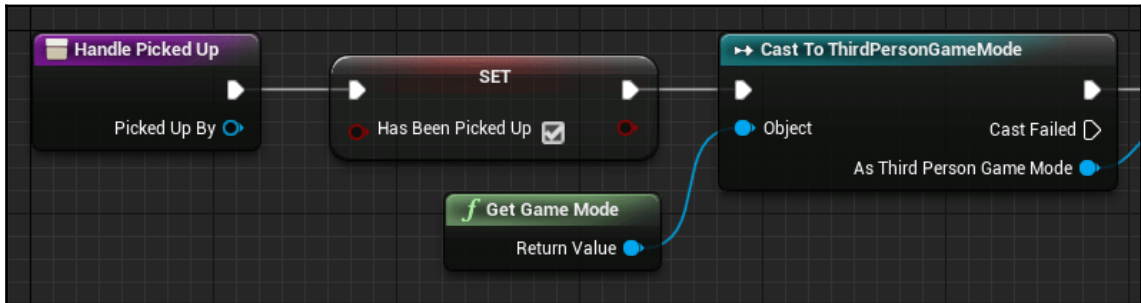 Handle Picked Up
Picked Up By
SET
Has Been Picked Up
Cast To ThirdPersonGameMode
Object
Cast Failed
As Third Person Game Mode
f Get Game Mode
Return Value